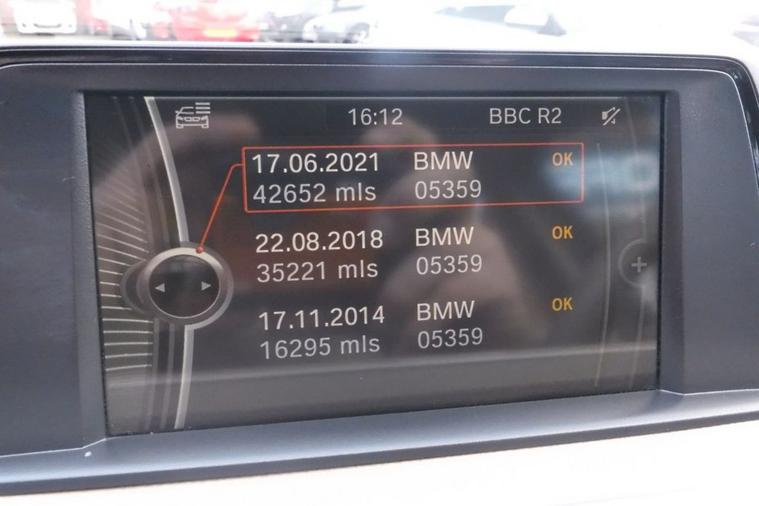 16:12 BBC R2
17.06.2021 BMW OK
42652 mls 05359
22.08.2018 BMW OK
35221 mls 05359
17.11.2014 BMW OK
16295 mls 05359